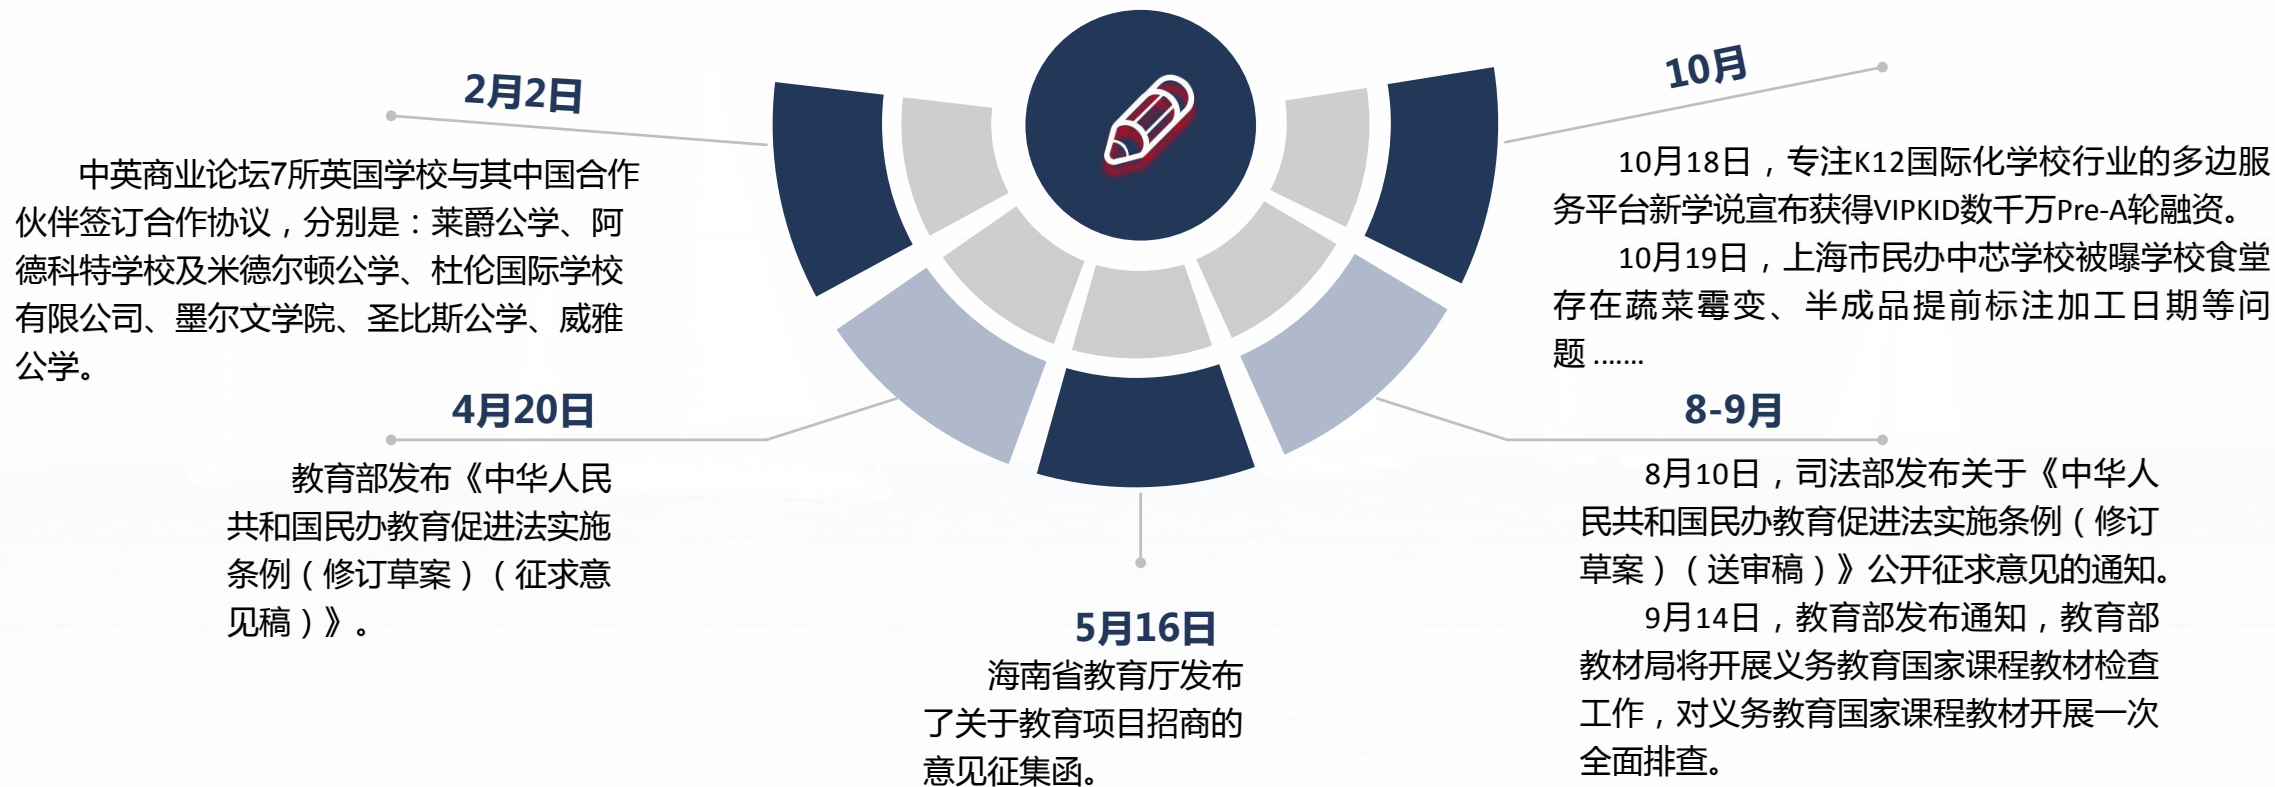 2月2日
中英商业论坛7所英国学校与其中国合作
伙伴签订合作协议，分别是：莱爵公学、阿
德科特学校及米德尔顿公学、杜伦国际学校
有限公司、墨尔文学院、圣比斯公学、威雅
公学。
4月20日
教育部发布《中华人民
共和国民办教育促进法实施
条例（修订草案）（征求意
见稿）》。
5月16日
海南省教育厅发布
了关于教育项目招商的
意见征集函。
8-9月
8月10日，司法部发布关于《中华人
民共和国民办教育促进法实施条例（修订
草案）（送审稿）》公开征求意见的通知。
9月14日，教育部发布通知，教育部
教材局将开展义务教育国家课程教材检查
工作，对义务教育国家课程教材开展一次
全面排查。
10月
10月18日，专注K12国际化学校行业的多边服
务平台新学说宣布获得VIPKID数千万Pre-A轮融资。
10月19日，上海市民办中芯学校被曝学校食堂
存在蔬菜霉变、半成品提前标注加工日期等问
题.......